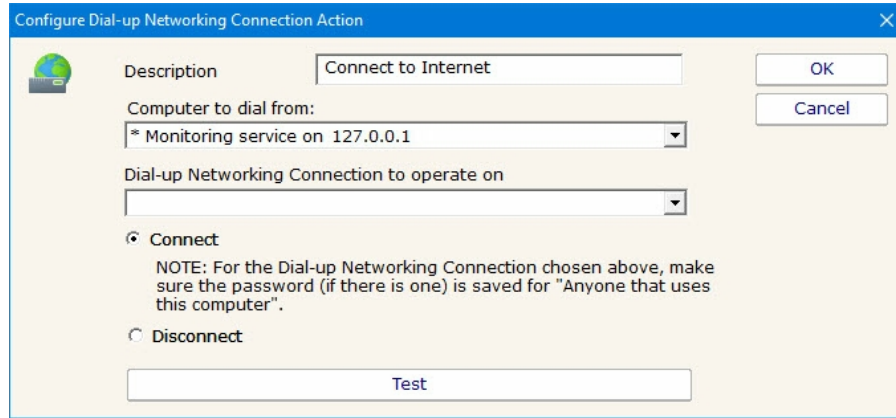 Configure Dial-up Networking Connection Action
Description
Connect to Internet
OK
Computer to dial from:
Cancel
* Monitoring service on 127.0.0.1
Dial-up Networking Connection to operate on
Connect
NOTE: For the Dial-up Networking Connection chosen above, make
sure the password (if there is one) is saved for "Anyone that uses
this computer".
Disconnect
Test